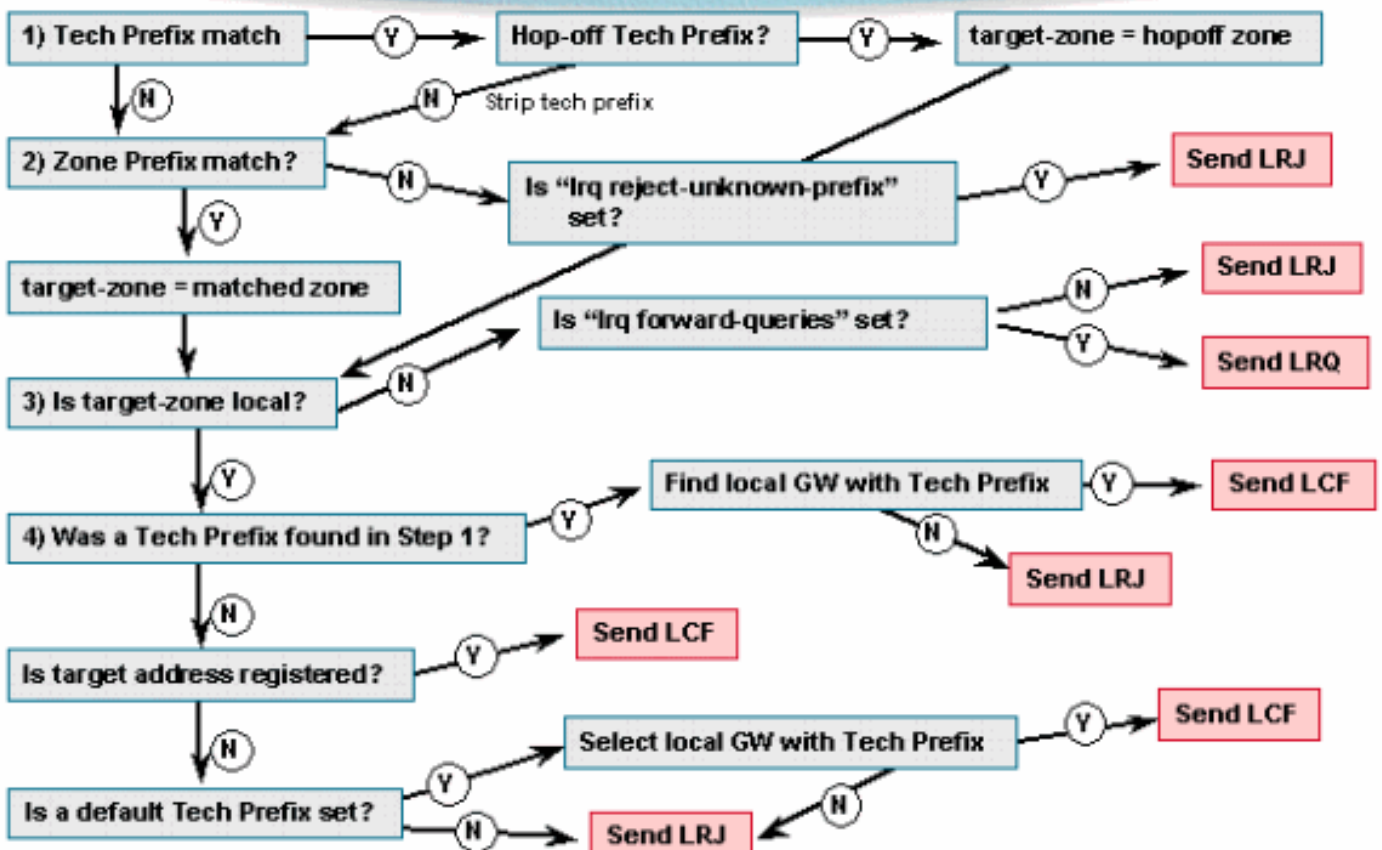 1) Tech Prefix match
Y
Hop-off Tech Prefix?
Y
target-zone = hopoff zone
N
N
Strip tech prefix
2) Zone Prefix match?
N
Is “lrq reject-unknown-prefix”
set?
Y
Send LRJ
Y
target-zone = matched zone
Is “lrq forward-queries” set?
N
Send LRJ
Y
Send LRQ
3) Is target-zone local?
N
Y
Find local GW with Tech Prefix
Y
Send LCF
4) Was a Tech Prefix found in Step 1?
Y
N
Send LRJ
N
Send LCF
Is target address registered?
Y
N
Select local GW with Tech Prefix
Y
Send LCF
Is a default Tech Prefix set?
Y
N
N
Send LRJ